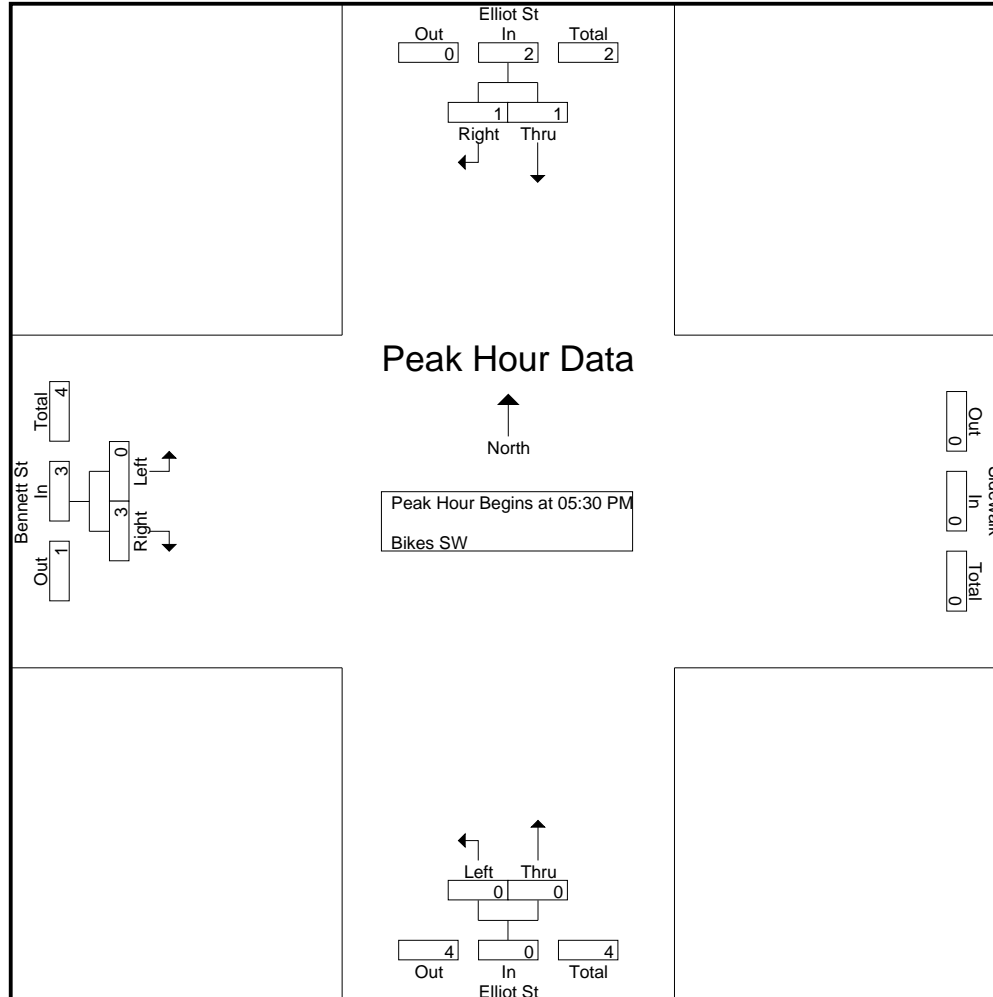 Elliot St
Out In Total
0 2 2
1 1
Right Thru
Peak Hour Data
North
Peak Hour Begins at 05:30 PM
Bikes SW
Bennett St
Total In Out
4 3 1
0 3
Left Right
Out In Total
0 0 0
Left Thru
0 0
4 0 4
Out In Total
Elliot St